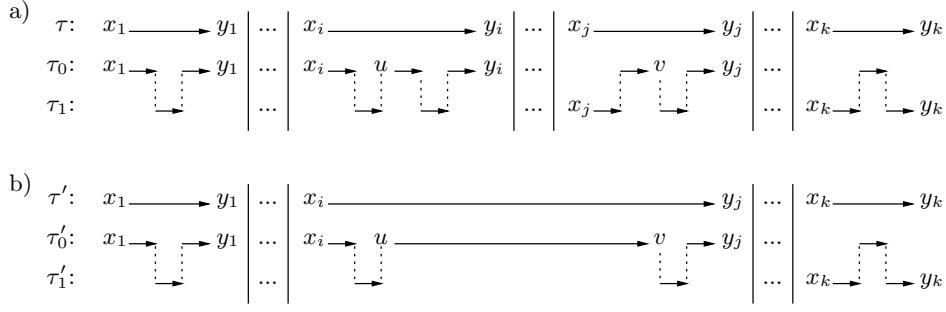 a)
τ: x₁ y₁ ... xᵢ yᵢ ... xⱼ yⱼ ... xₖ yₖ
τ₀: x₁ y₁ ... xᵢ u yᵢ ... v yⱼ ... yₖ
τ₁: ... ... xⱼ ... xₖ yₖ
b)
τ′: x₁ y₁ ... xᵢ yⱼ ... xₖ yₖ
τ′₀: x₁ y₁ ... xᵢ u v yⱼ ...
τ′₁: ... ... xₖ yₖ